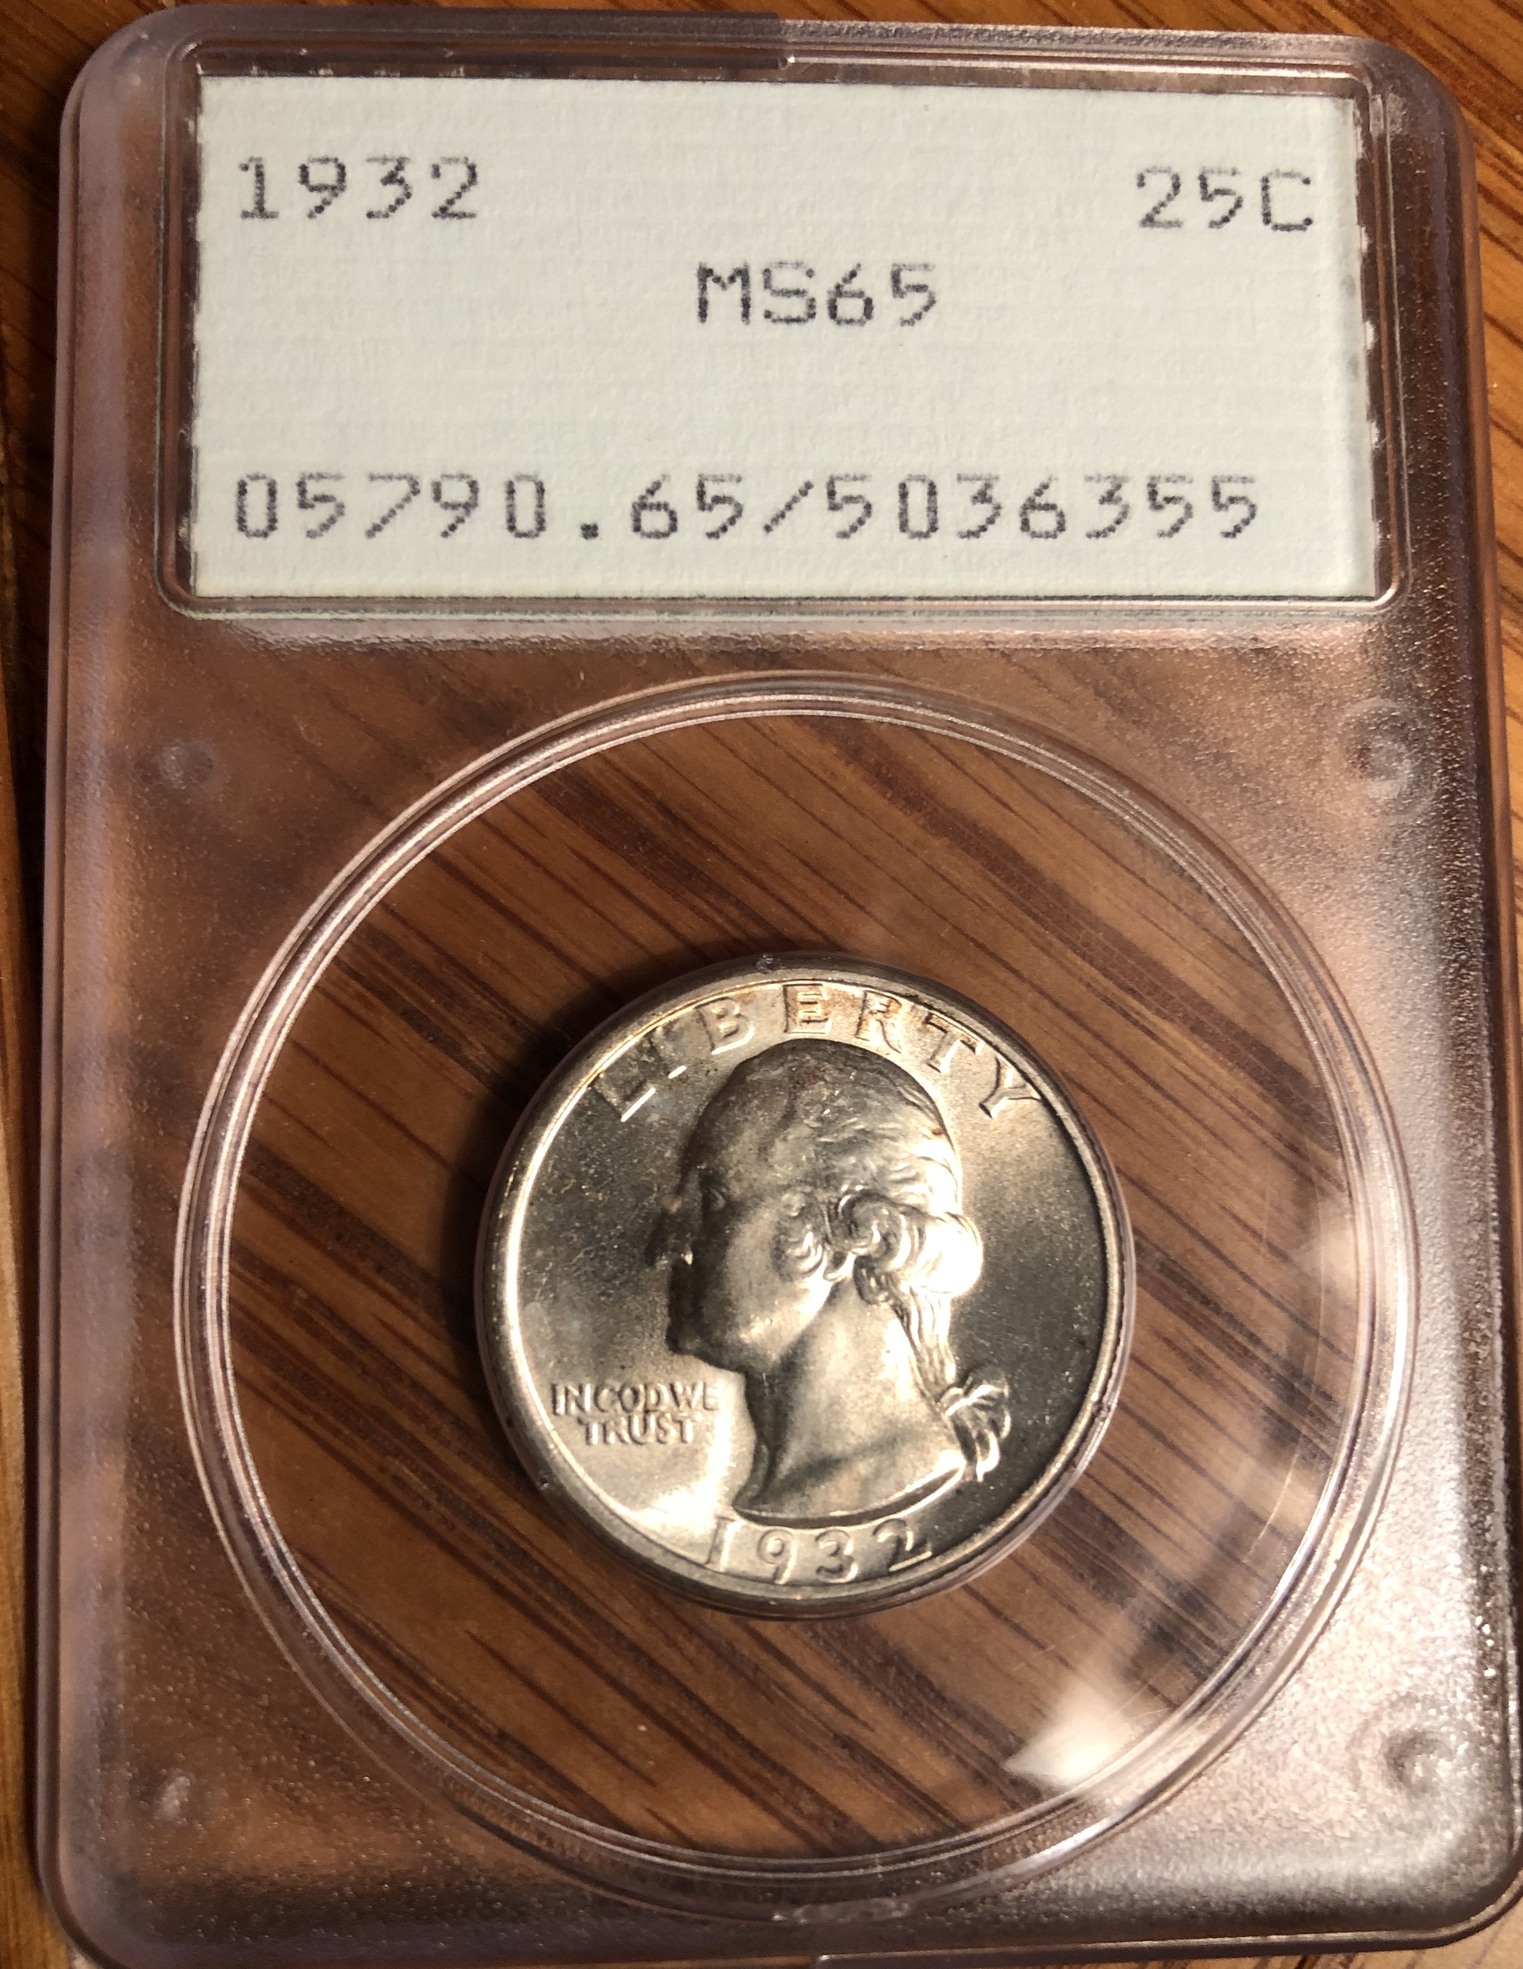 1932 25C
MS65
05790.65/5036355
LIBERTY
IN GOD WE
TRUST
1932